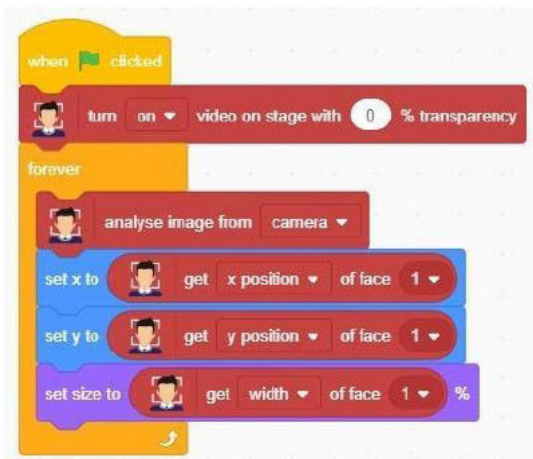 when clicked
turn on video on stage with 0 % transparency
forever
analyse image from camera
set x to get x position of face 1
set y to get y position of face 1
set size to get width of face 1 %